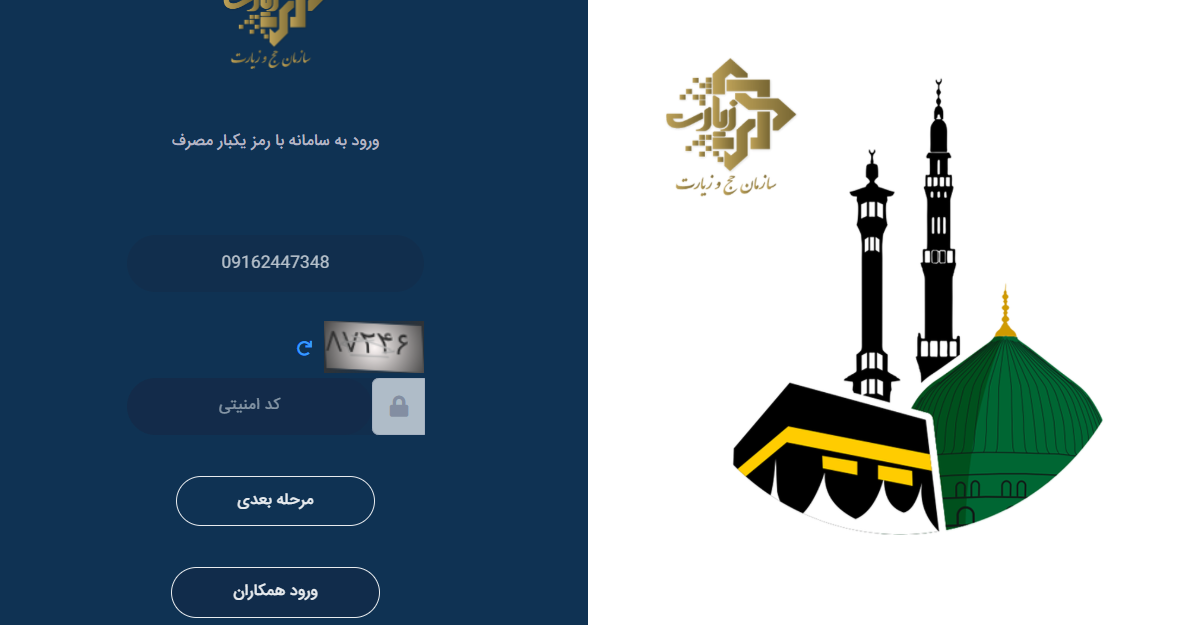 سازمان حج و زیارت
ورود به سامانه با رمز یکبار مصرف
09162447348
۸۷۲۴۶
کد امنیتی
مرحله بعدی
ورود همکاران
زیارت
سازمان حج و زیارت